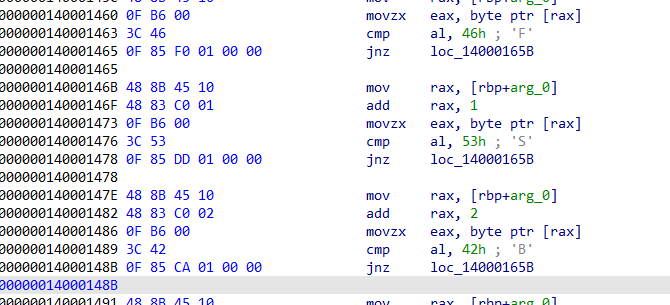 000000140001460 0F B6 00 movzx eax, byte ptr [rax]
000000140001463 3C 46 cmp al, 46h ; 'F'
000000140001465 0F 85 F0 01 00 00 jnz loc_14000165B
000000140001465
00000014000146B 48 8B 45 10 mov rax, [rbp+arg_0]
00000014000146F 48 83 C0 01 add rax, 1
000000140001473 0F B6 00 movzx eax, byte ptr [rax]
000000140001476 3C 53 cmp al, 53h ; 'S'
000000140001478 0F 85 DD 01 00 00 jnz loc_14000165B
000000140001478
00000014000147E 48 8B 45 10 mov rax, [rbp+arg_0]
000000140001482 48 83 C0 02 add rax, 2
000000140001486 0F B6 00 movzx eax, byte ptr [rax]
000000140001489 3C 42 cmp al, 42h ; 'B'
00000014000148B 0F 85 CA 01 00 00 jnz loc_14000165B
00000014000148B